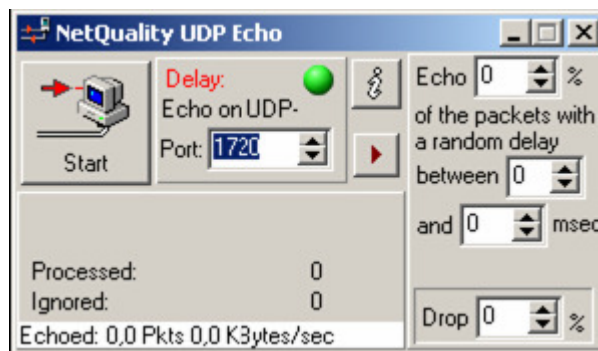 NetQuality UDP Echo
Start
Delay:
Echo on UDP-
Port: 1720
i
Processed: 0
Ignored: 0
Echoed: 0,0 Pkts 0,0 KBytes/sec
Echo 0 %
of the packets with
a random delay
between 0
and 0 msec
Drop 0 %